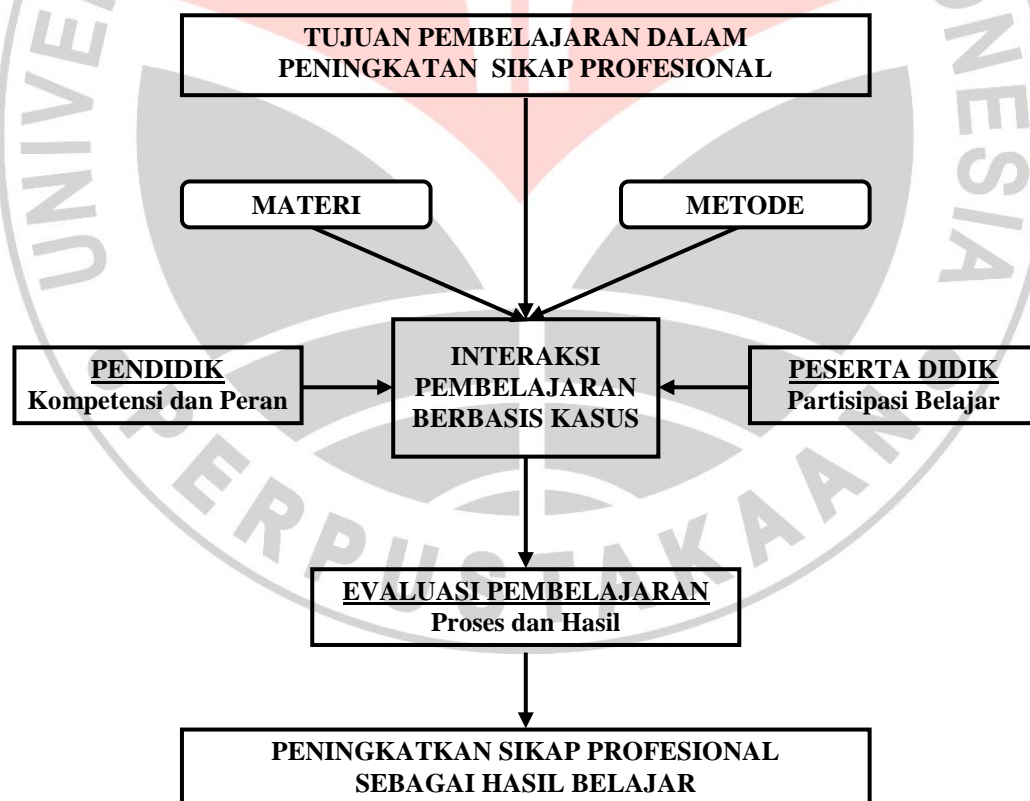 TUJUAN PEMBELAJARAN DALAM
PENINGKATAN SIKAP PROFESIONAL
MATERI
METODE
PENDIDIK
Kompetensi dan Peran
INTERAKSI
PEMBELAJARAN
BERBASIS KASUS
PESERTA DIDIK
Partisipasi Belajar
EVALUASI PEMBELAJARAN
Proses dan Hasil
PENINGKATKAN SIKAP PROFESIONAL
SEBAGAI HASIL BELAJAR
PERPUSTAKAAN